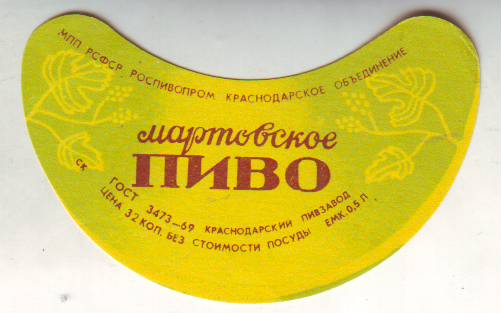 МПП РСФСР РОСПИВОПРОМ КРАСНОДАРСКОЕ ОБЪЕДИНЕНИЕ
мартовское
ПИВО
СК
ГОСТ 3473—69 КРАСНОДАРСКИЙ ПИВЗАВОД
ЦЕНА 32 КОП. БЕЗ СТОИМОСТИ ПОСУДЫ ЕМК. 0,5 Л